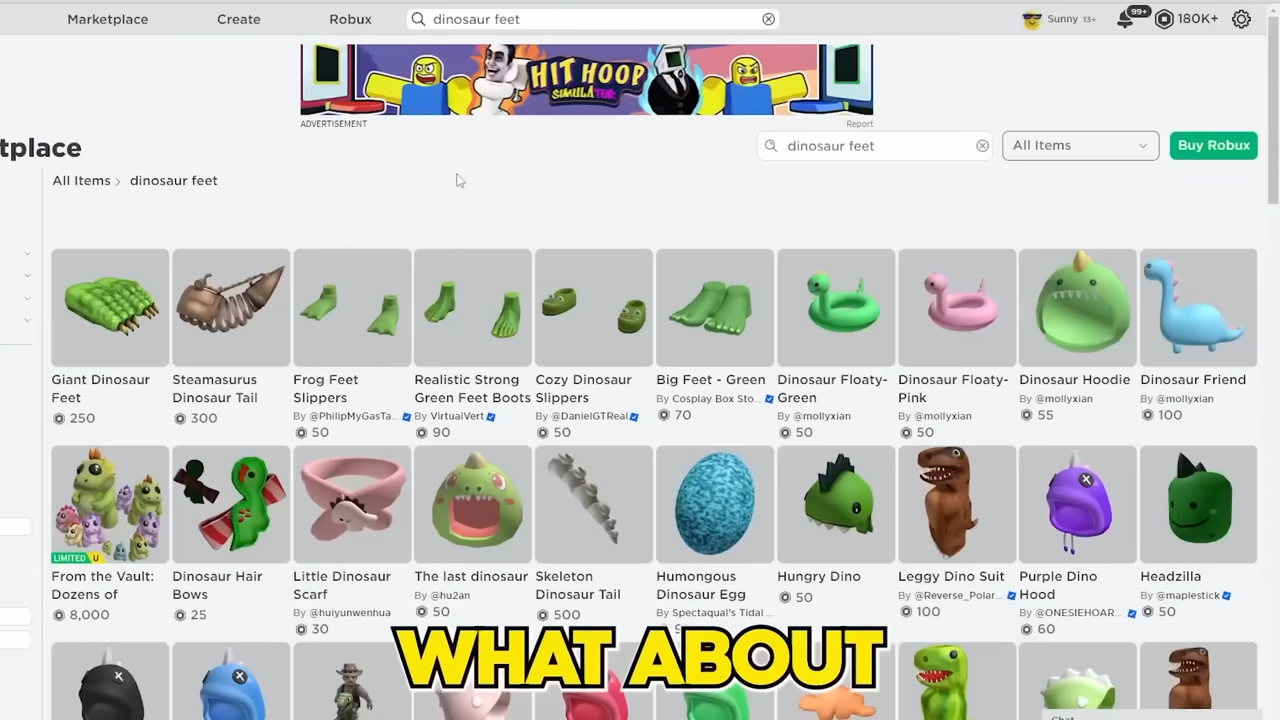 Marketplace Create Robux dinosaur feet Sunny 13+ 99+ 180K+
HIT HOOP
SIMULATOR
ADVERTISEMENT Report
tplace dinosaur feet All Items Buy Robux
All Items dinosaur feet
Giant Dinosaur Steamasurus Frog Feet Realistic Strong Cozy Dinosaur Big Feet - Green Dinosaur Floaty- Dinosaur Floaty- Dinosaur Hoodie Dinosaur Friend
Feet Dinosaur Tail Slippers Green Feet Boots Slippers By Cosplay Box Sto... Green Pink By @mollyxian By @mollyxian
250 300 By @PhilipMyGasTa... By VirtualVert By @DanielGTReal 70 By @mollyxian By @mollyxian 55 100
50 90 50 50 50
LIMITED U
From the Vault: Dinosaur Hair Little Dinosaur The last dinosaur Skeleton Humongous Hungry Dino Leggy Dino Suit Purple Dino Headzilla
Dozens of Bows Scarf By @hu2an Dinosaur Tail Dinosaur Egg 50 By @Reverse_Polar... Hood By @maplestick
8,000 25 By @huiyunwenhua 50 500 By Spectaqual's Tidal ... 100 By @ONESIEHOAR... 50
30 60
WHAT ABOUT